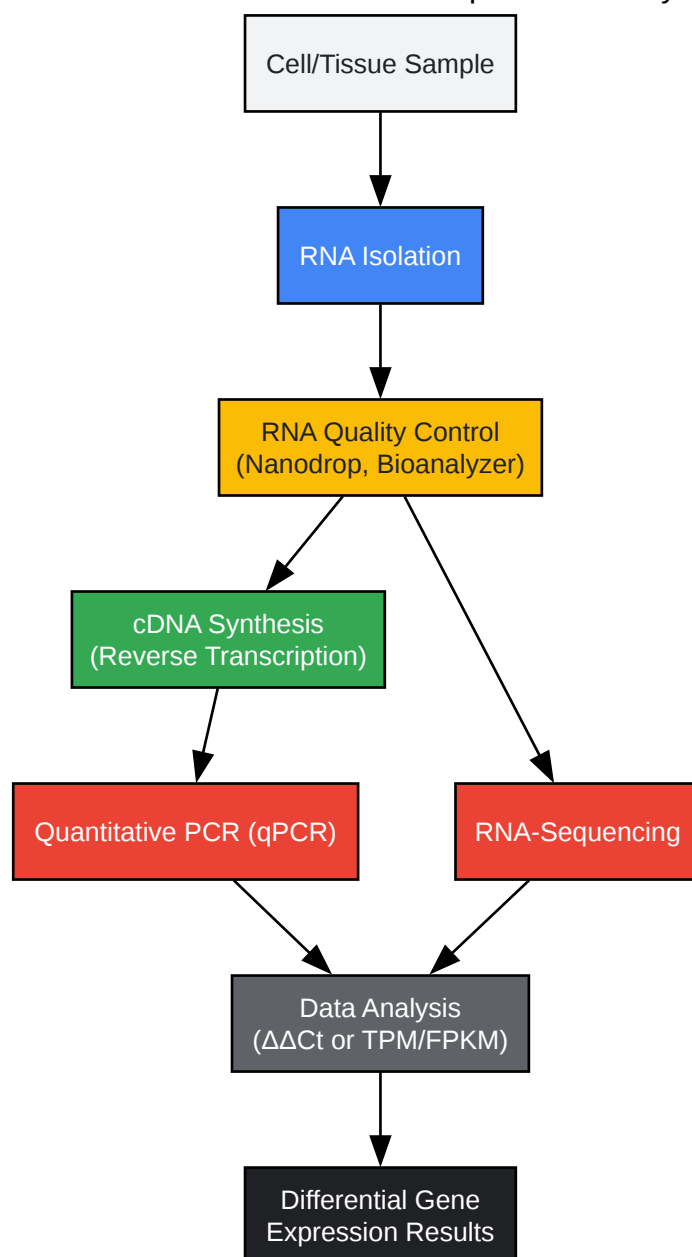 Cell/Tissue Sample
RNA Isolation
RNA Quality Control
(Nanodrop, Bioanalyzer)
cDNA Synthesis
(Reverse Transcription)
Quantitative PCR (qPCR)
RNA-Sequencing
Data Analysis
(ΔΔCt or TPM/FPKM)
Differential Gene
Expression Results